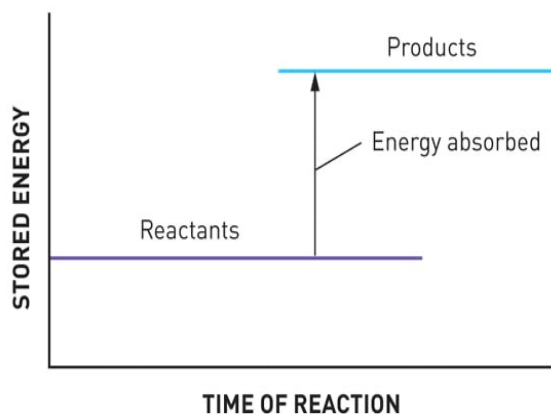 Products
Energy absorbed
Reactants
STORED ENERGY
TIME OF REACTION